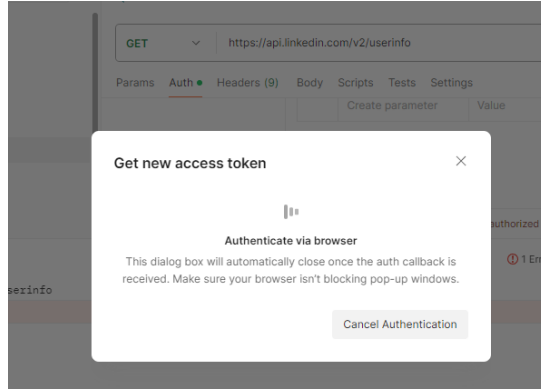 GET https://api.linkedin.com/v2/userinfo
Params Auth Headers (9) Body Scripts Tests Settings
Create parameter Value
Get new access token
Authenticate via browser
This dialog box will automatically close once the auth callback is
received. Make sure your browser isn't blocking pop-up windows.
Cancel Authentication
authorized
1 Er
serinfo